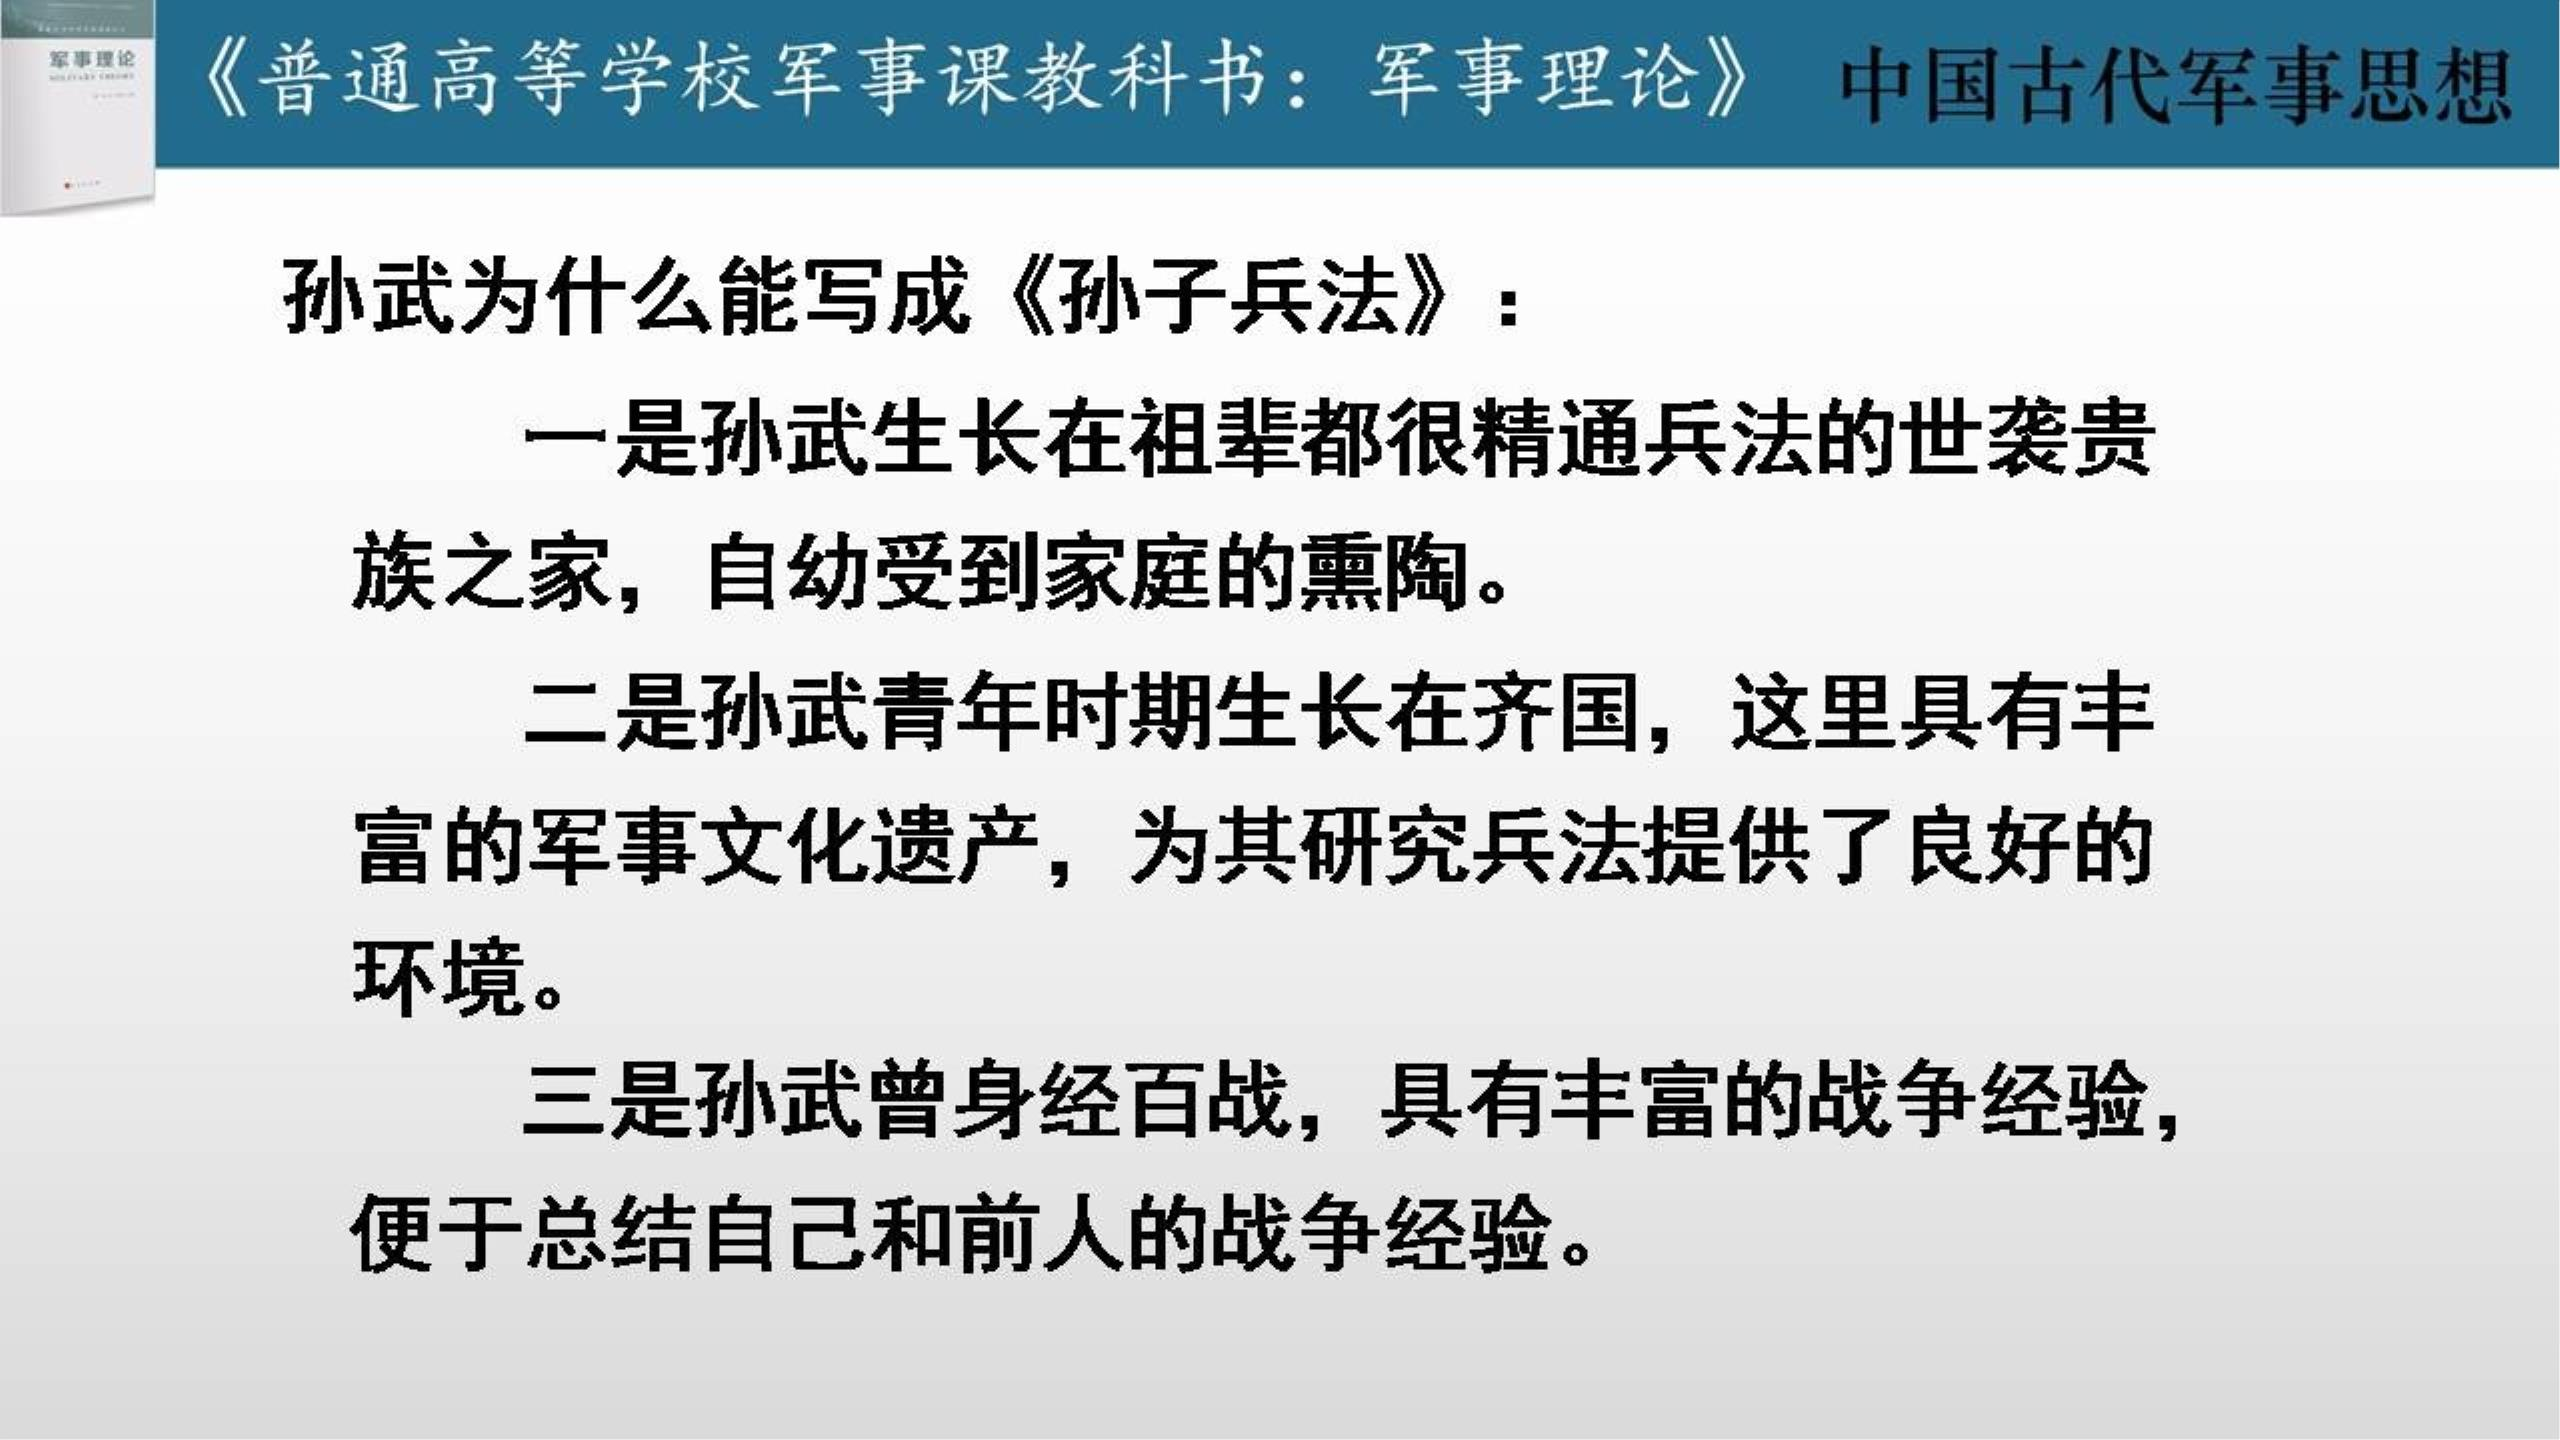 军事理论
MILITARY THEORY
《普通高等学校军事课教科书：军事理论》 中国古代军事思想
孙武为什么能写成《孙子兵法》：
一是孙武生长在祖辈都很精通兵法的世袭贵
族之家，自幼受到家庭的熏陶。
二是孙武青年时期生长在齐国，这里具有丰
富的军事文化遗产，为其研究兵法提供了良好的
环境。
三是孙武曾身经百战，具有丰富的战争经验，
便于总结自己和前人的战争经验。